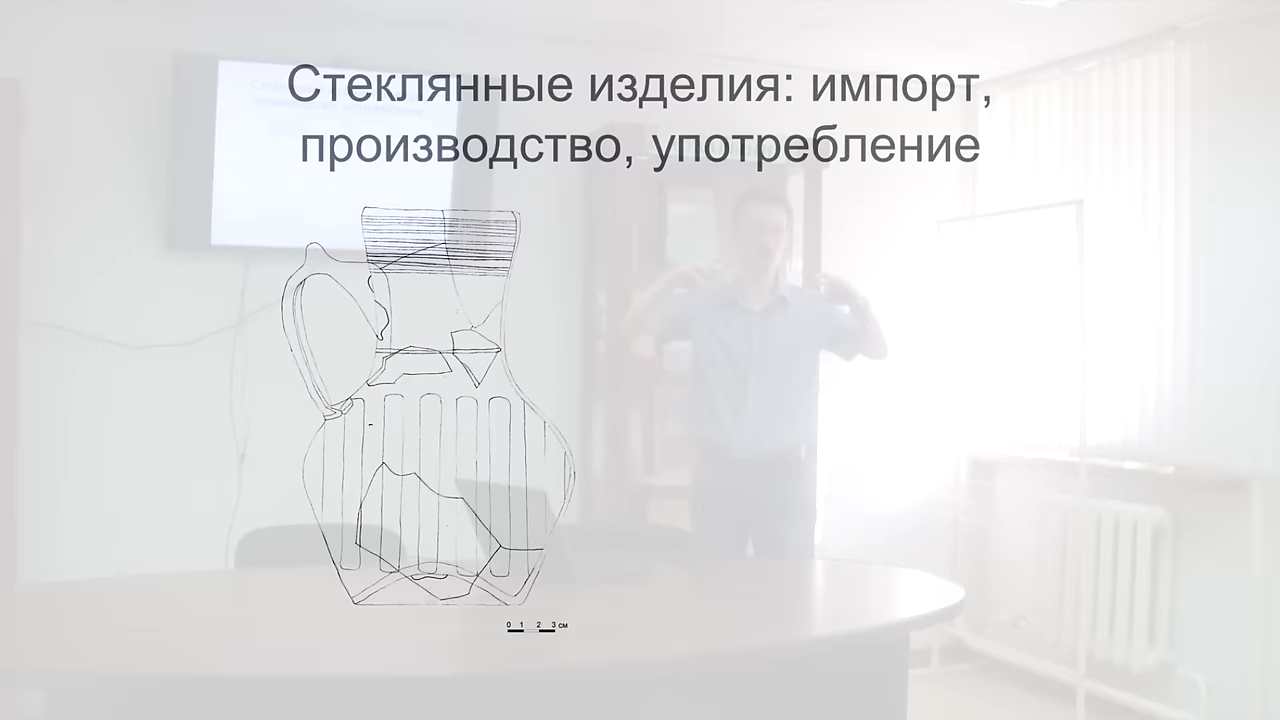 Стеклянные изделия: импорт,
производство, употребление
0 1 2 3 см